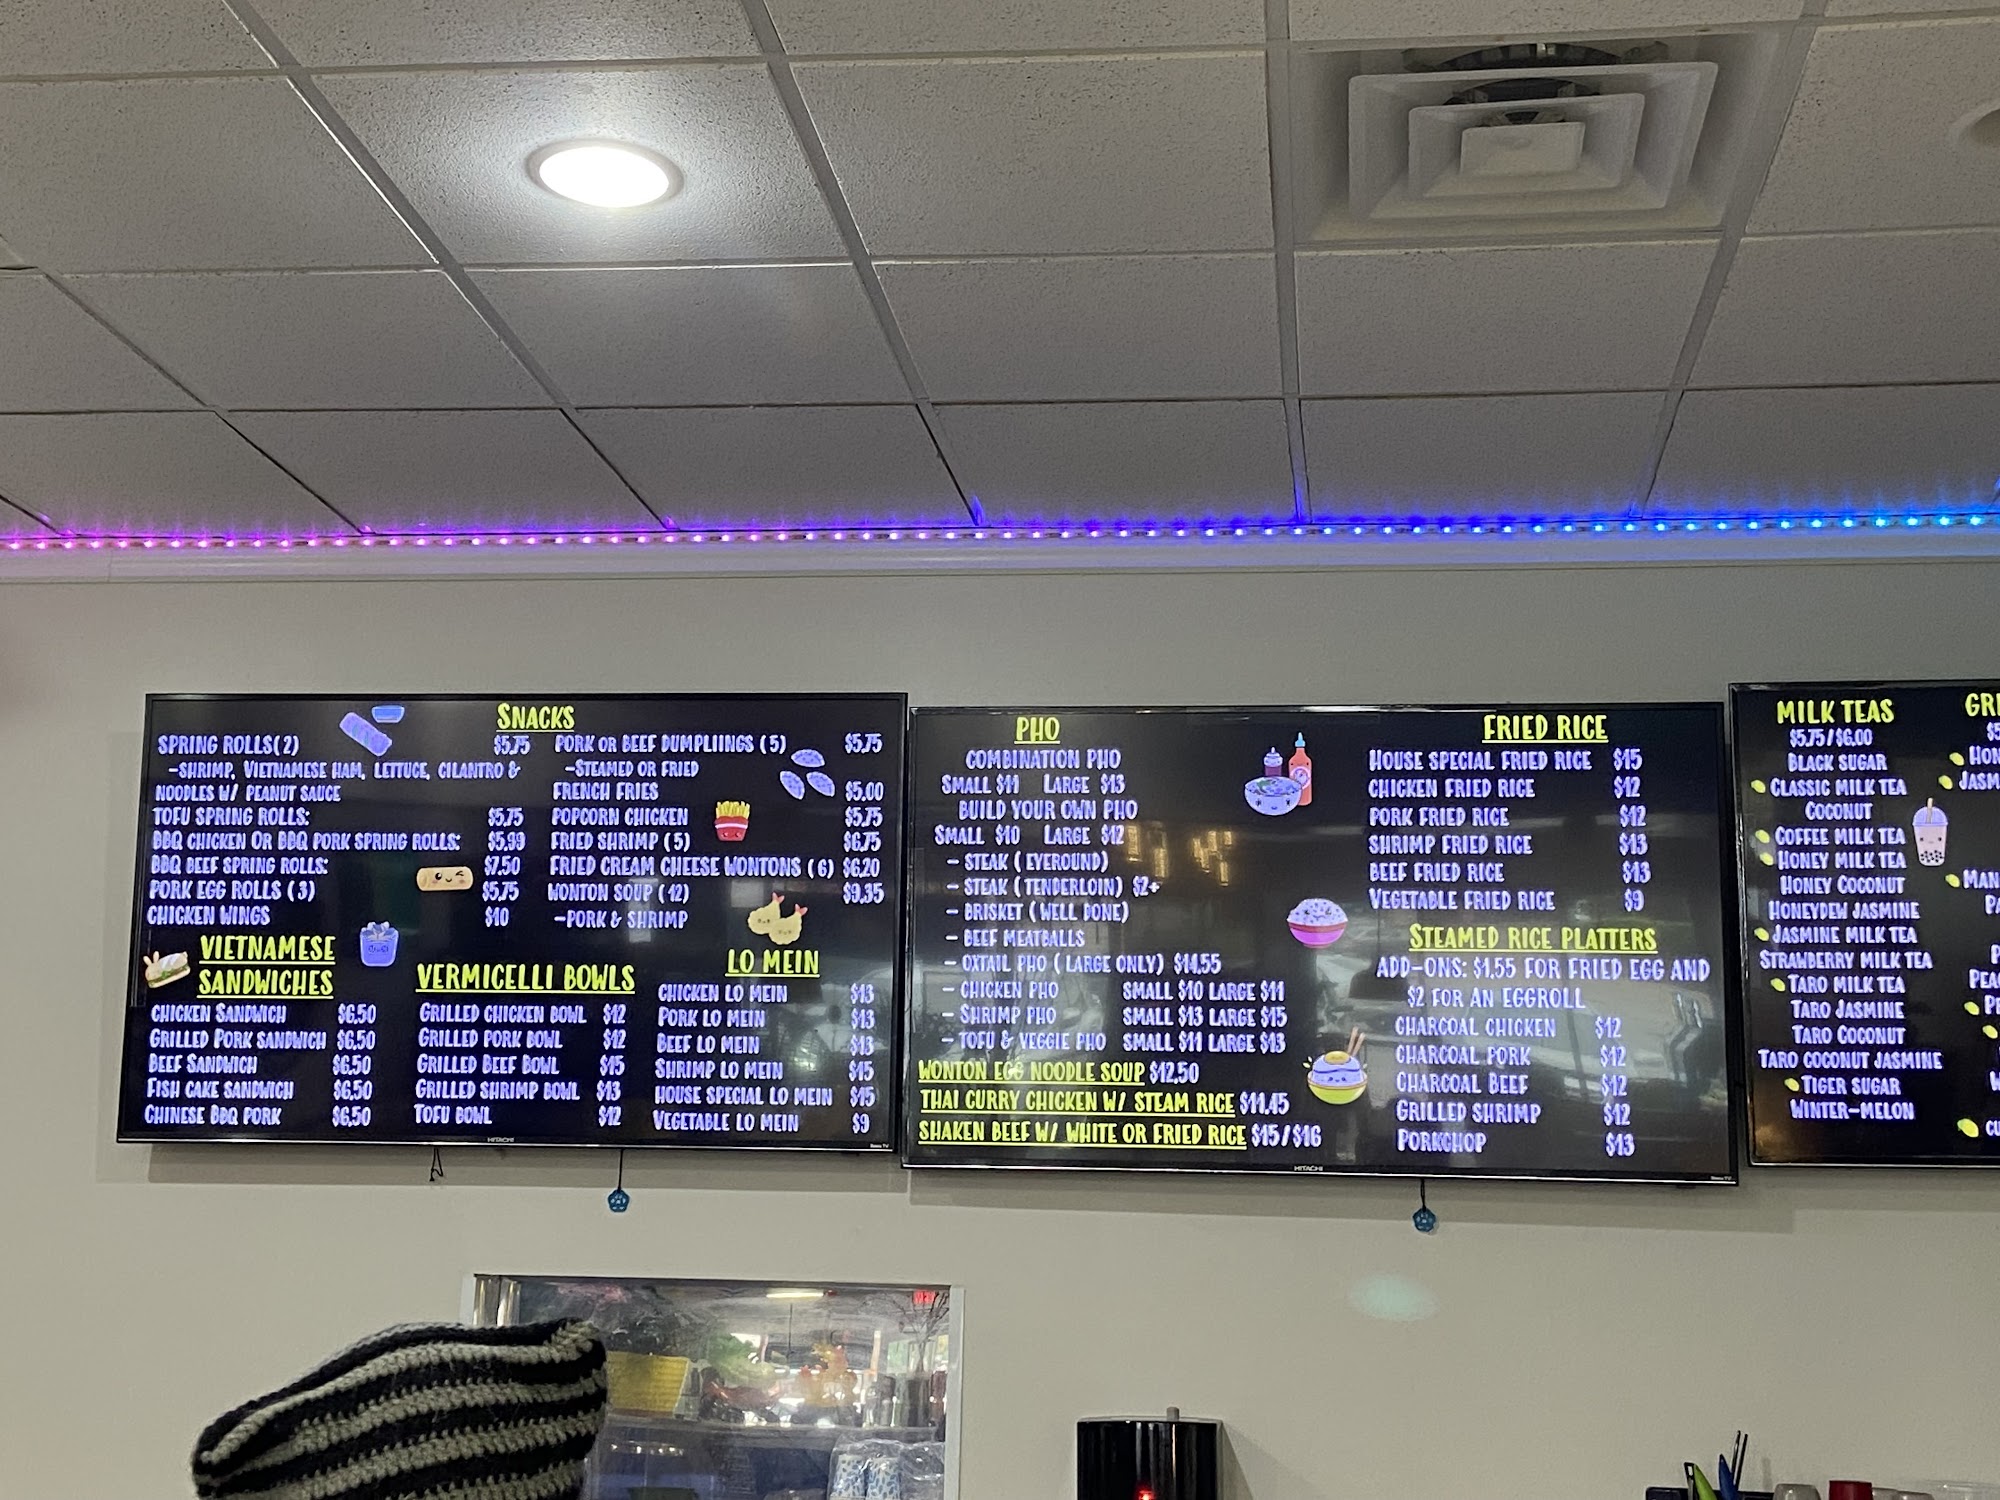 SNACKS
SPRING ROLLS(2) $5.75
-SHRIMP, VIETNAMESE HAM, LETTUCE, CILANTRO &
NOODLES W/ PEANUT SAUCE
TOFU SPRING ROLLS: $5.75
BBQ CHICKEN OR BBQ PORK SPRING ROLLS: $5.99
BBQ BEEF SPRING ROLLS: $7.50
PORK EGG ROLLS (3) $5.75
CHICKEN WINGS $10
PORK OR BEEF DUMPLIINGS (5) $5.75
-STEAMED OR FRIED
FRENCH FRIES $5.00
POPCORN CHICKEN $5.75
FRIED SHRIMP (5) $6.75
FRIED CREAM CHEESE WONTONS (6) $6.20
WONTON SOUP (12) $9.35
-PORK & SHRIMP
VIETNAMESE
SANDWICHES
CHICKEN SANDWICH $6.50
GRILLED PORK SANDWICH $6.50
BEEF SANDWICH $6.50
FISH CAKE SANDWICH $6.50
CHINESE BBQ PORK $6.50
VERMICELLI BOWLS
GRILLED CHICKEN BOWL $12
GRILLED PORK BOWL $12
GRILLED BEEF BOWL $15
GRILLED SHRIMP BOWL $13
TOFU BOWL $12
LO MEIN
CHICKEN LO MEIN $13
PORK LO MEIN $13
BEEF LO MEIN $13
SHRIMP LO MEIN $15
HOUSE SPECIAL LO MEIN $15
VEGETABLE LO MEIN $9
HITACHI
Roku TV
PHO
COMBINATION PHO
SMALL $11 LARGE $13
BUILD YOUR OWN PHO
SMALL $10 LARGE $12
- STEAK (EYEROUND)
- STEAK (TENDERLOIN) $2+
- BRISKET (WELL DONE)
- BEEF MEATBALLS
- OXTAIL PHO (LARGE ONLY) $14.55
- CHICKEN PHO SMALL $10 LARGE $11
- SHRIMP PHO SMALL $13 LARGE $15
- TOFU & VEGGIE PHO SMALL $11 LARGE $13
WONTON EGG NOODLE SOUP $12.50
THAI CURRY CHICKEN W/ STEAM RICE $11.45
SHAKEN BEEF W/ WHITE OR FRIED RICE $15/$16
FRIED RICE
HOUSE SPECIAL FRIED RICE $15
CHICKEN FRIED RICE $12
PORK FRIED RICE $12
SHRIMP FRIED RICE $13
BEEF FRIED RICE $13
VEGETABLE FRIED RICE $9
STEAMED RICE PLATTERS
ADD-ONS: $1.55 FOR FRIED EGG AND
$2 FOR AN EGGROLL
CHARCOAL CHICKEN $12
CHARCOAL PORK $12
CHARCOAL BEEF $12
GRILLED SHRIMP $12
PORKCHOP $13
HITACHI
Roku TV
MILK TEAS
$5.75/$6.00
BLACK SUGAR
CLASSIC MILK TEA
COCONUT
COFFEE MILK TEA
HONEY MILK TEA
HONEY COCONUT
HONEYDEW JASMINE
JASMINE MILK TEA
STRAWBERRY MILK TEA
TARO MILK TEA
TARO JASMINE
TARO COCONUT
TARO COCONUT JASMINE
TIGER SUGAR
WINTER-MELON